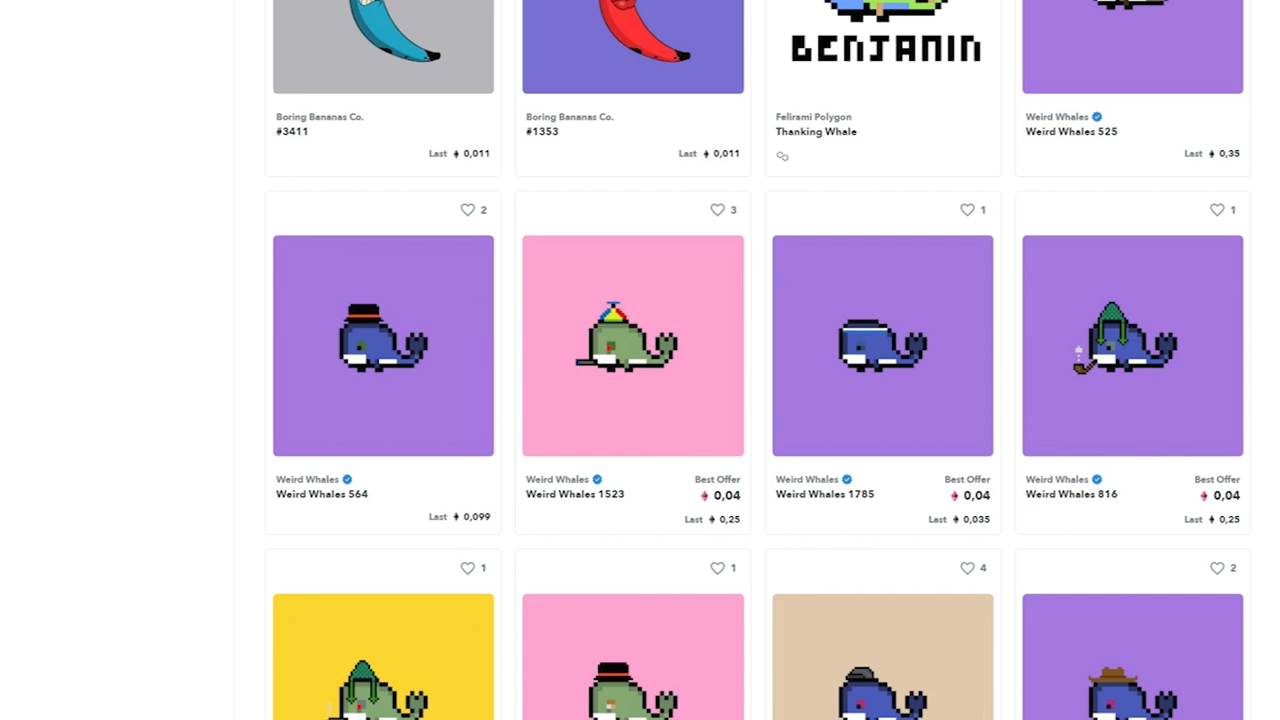 BENJAMIN
Boring Bananas Co.
#3411
Last 0,011
Boring Bananas Co.
#1353
Last 0,011
Felirami Polygon
Thanking Whale
Weird Whales
Weird Whales 525
Last 0,35
2
3
1
1
Weird Whales
Weird Whales 564
Last 0,099
Weird Whales
Best Offer
Weird Whales 1523
0,04
Last 0,25
Weird Whales
Best Offer
Weird Whales 1785
0,04
Last 0,035
Weird Whales
Best Offer
Weird Whales 816
0,04
Last 0,25
1
1
4
2